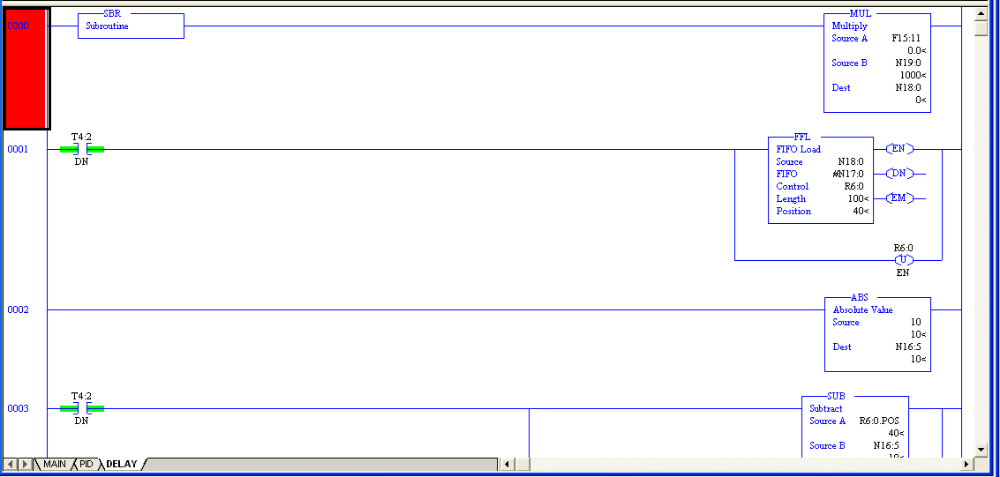 0000
SBR
Subroutine
MUL
Multiply
Source A F15:11
0.0<
Source B N19:0
1000<
Dest N18:0
0<
0001
T4:2
DN
FFL
FIFO Load
Source N18:0
FIFO #N17:0
Control R6:0
Length 100<
Position 40<
EN
DN
EM
R6:0
U
EN
0002
ABS
Absolute Value
Source 10
10<
Dest N16:5
10<
0003
T4:2
DN
SUB
Subtract
Source A R6:0.POS
40<
Source B N16:5
10<
MAIN PID DELAY